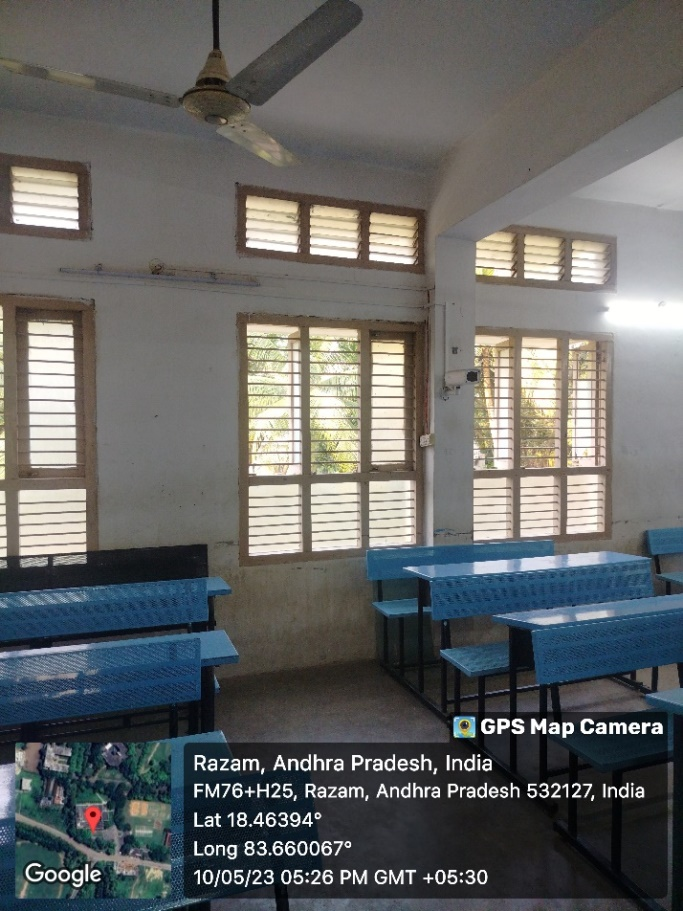 GPS Map Camera
Razam, Andhra Pradesh, India
FM76+H25, Razam, Andhra Pradesh 532127, India
Lat 18.46394°
Long 83.660067°
10/05/23 05:26 PM GMT +05:30
Google